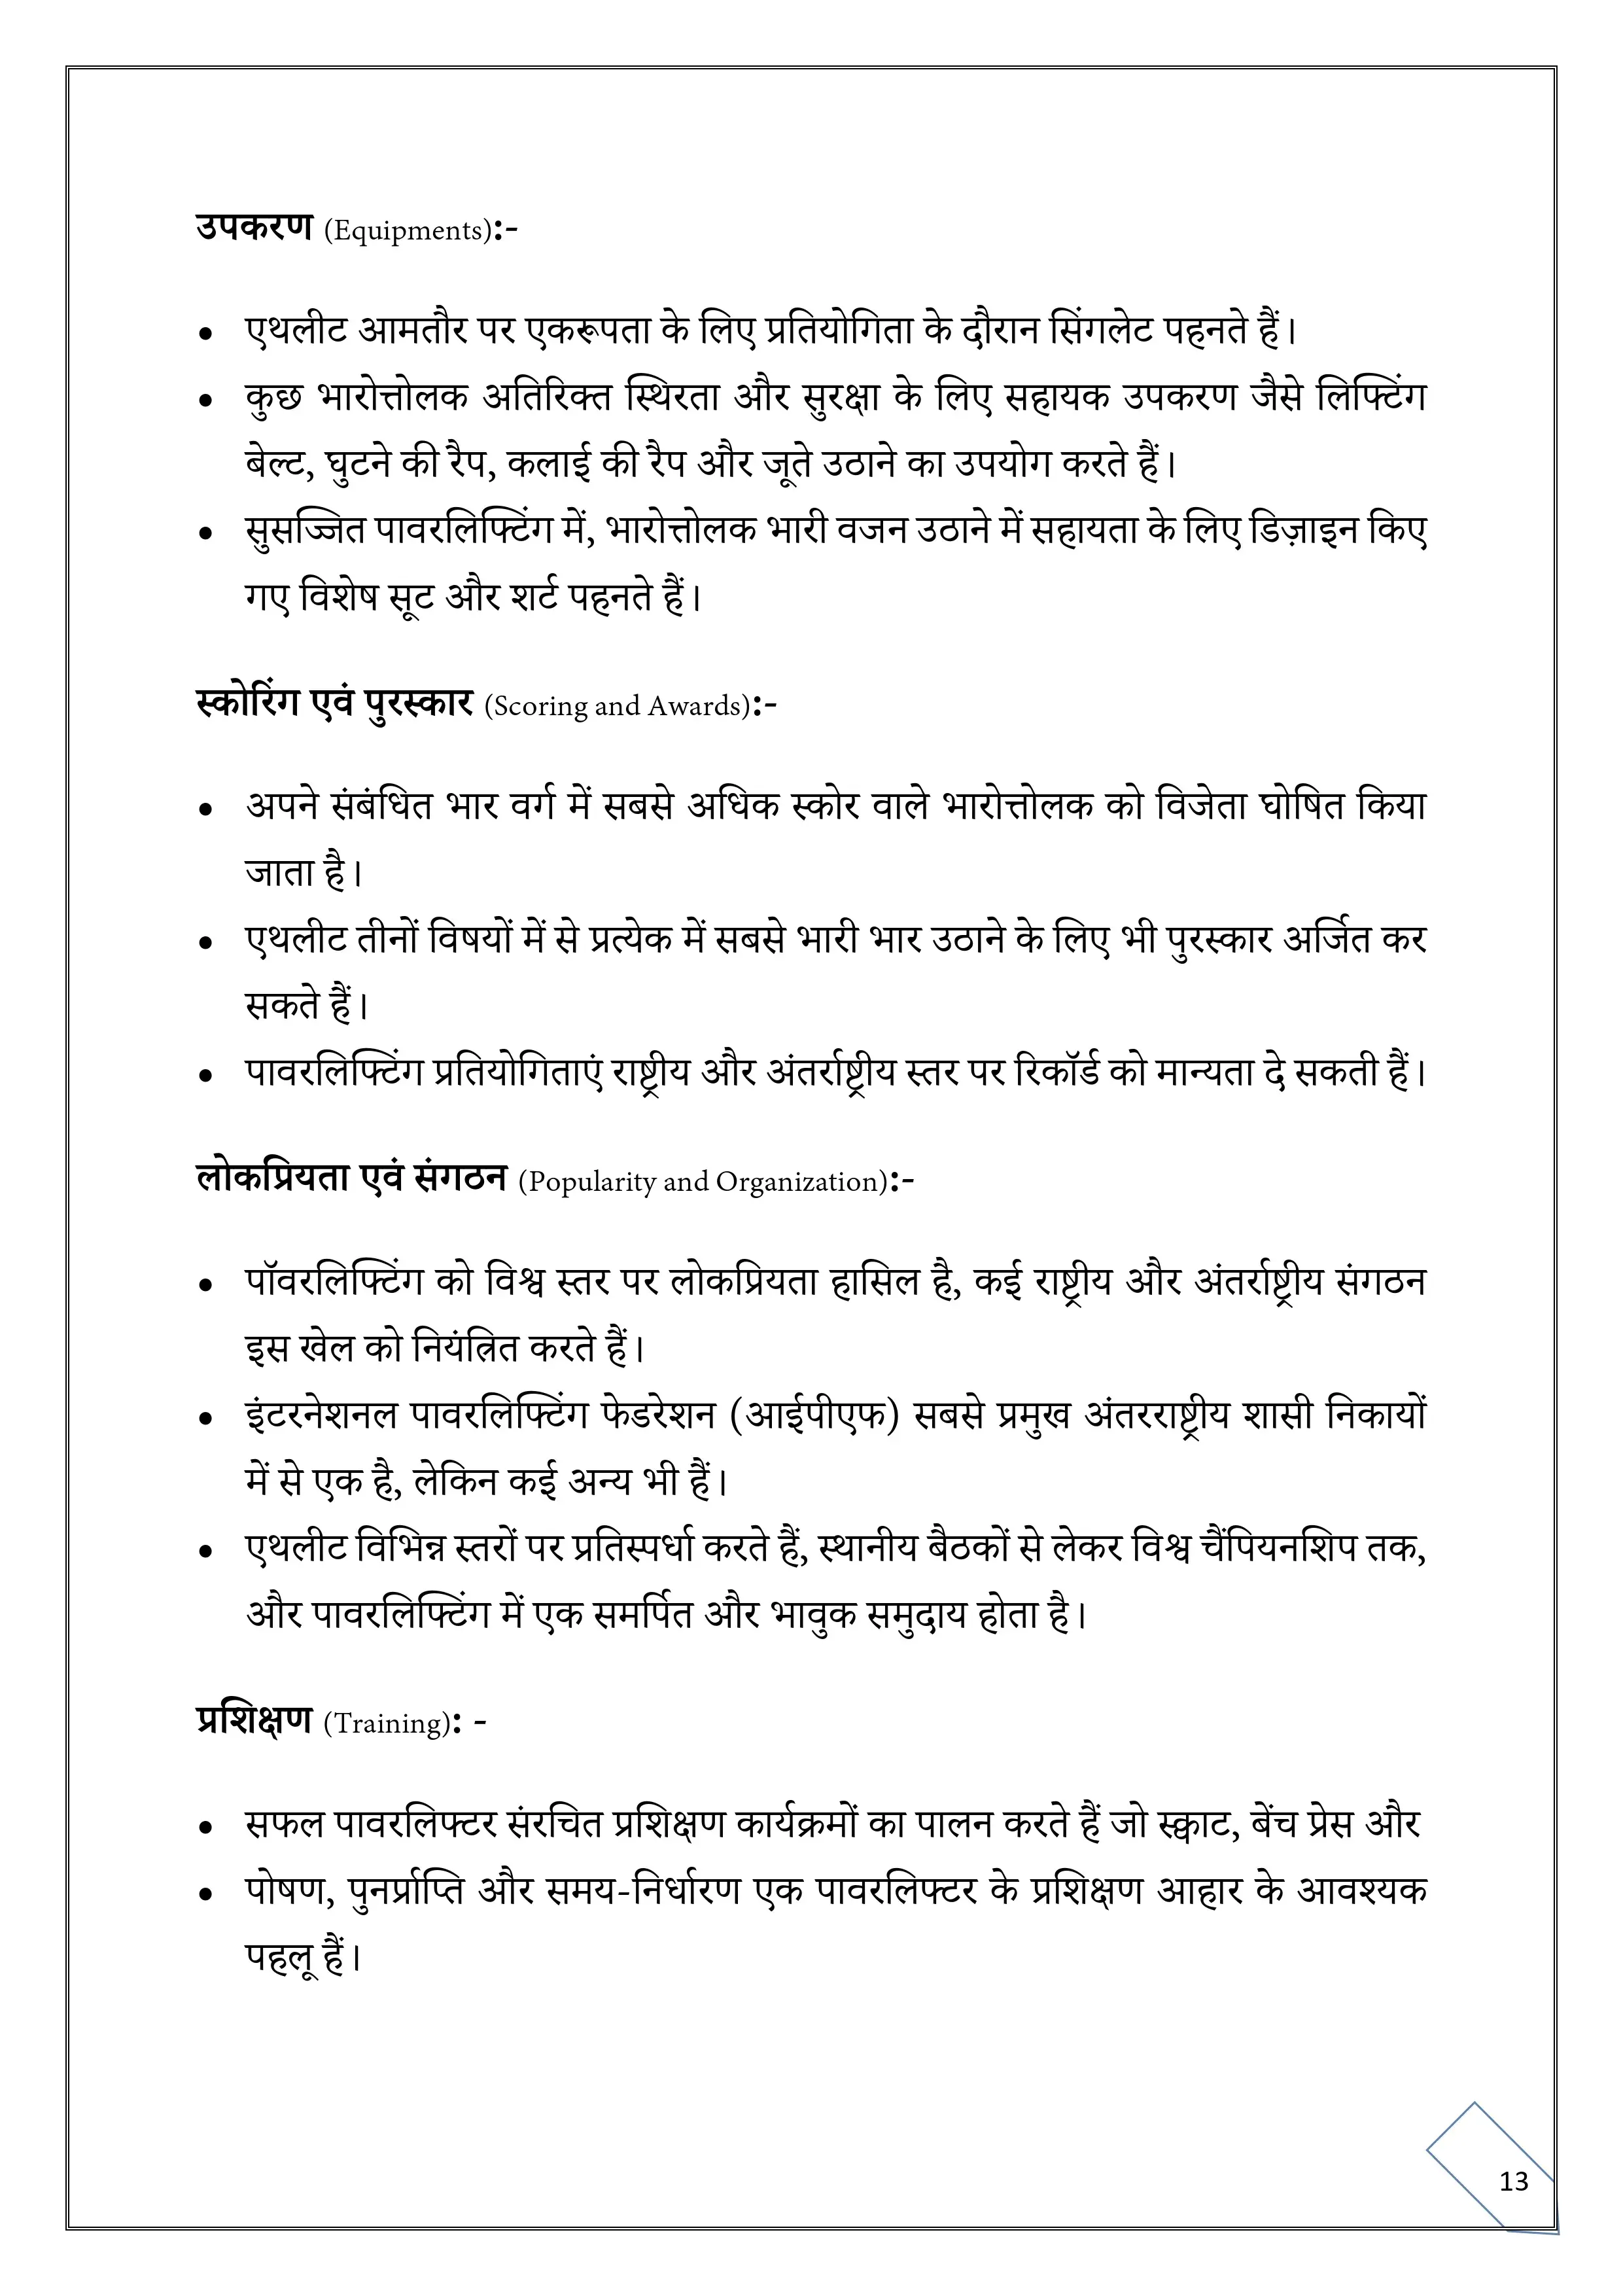 उपकरण (Equipments):-
• एथलीट आमतौर पर एकरूपता के लिए प्रतियोगिता के दौरान सिंगलेट पहनते हैं।
• कुछ भारोत्तोलक अतिरिक्त स्थिरता और सुरक्षा के लिए सहायक उपकरण जैसे लिफ्टिंग
बेल्ट, घुटने की रैप, कलाई की रैप और जूते उठाने का उपयोग करते हैं।
• सुसज्जित पावरलिफ्टिंग में, भारोत्तोलक भारी वजन उठाने में सहायता के लिए डिज़ाइन किए
गए विशेष सूट और शर्ट पहनते हैं।
स्कोरिंग एवं पुरस्कार (Scoring and Awards):-
• अपने संबंधित भार वर्ग में सबसे अधिक स्कोर वाले भारोत्तोलक को विजेता घोषित किया
जाता है।
• एथलीट तीनों विषयों में से प्रत्येक में सबसे भारी भार उठाने के लिए भी पुरस्कार अर्जित कर
सकते हैं।
• पावरलिफ्टिंग प्रतियोगिताएं राष्ट्रीय और अंतर्राष्ट्रीय स्तर पर रिकॉर्ड को मान्यता दे सकती हैं।
लोकप्रियता एवं संगठन (Popularity and Organization):-
• पॉवरलिफ्टिंग को विश्व स्तर पर लोकप्रियता हासिल है, कई राष्ट्रीय और अंतर्राष्ट्रीय संगठन
इस खेल को नियंत्रित करते हैं।
• इंटरनेशनल पावरलिफ्टिंग फेडरेशन (आईपीएफ) सबसे प्रमुख अंतरराष्ट्रीय शासी निकायों
में से एक है, लेकिन कई अन्य भी हैं।
• एथलीट विभिन्न स्तरों पर प्रतिस्पर्धा करते हैं, स्थानीय बैठकों से लेकर विश्व चैंपियनशिप तक,
और पावरलिफ्टिंग में एक समर्पित और भावुक समुदाय होता है।
प्रशिक्षण (Training): -
• सफल पावरलिफ्टर संरचित प्रशिक्षण कार्यक्रमों का पालन करते हैं जो स्क्वाट, बेंच प्रेस और
• पोषण, पुनर्प्राप्ति और समय-निर्धारण एक पावरलिफ्टर के प्रशिक्षण आहार के आवश्यक
पहलू हैं।
13